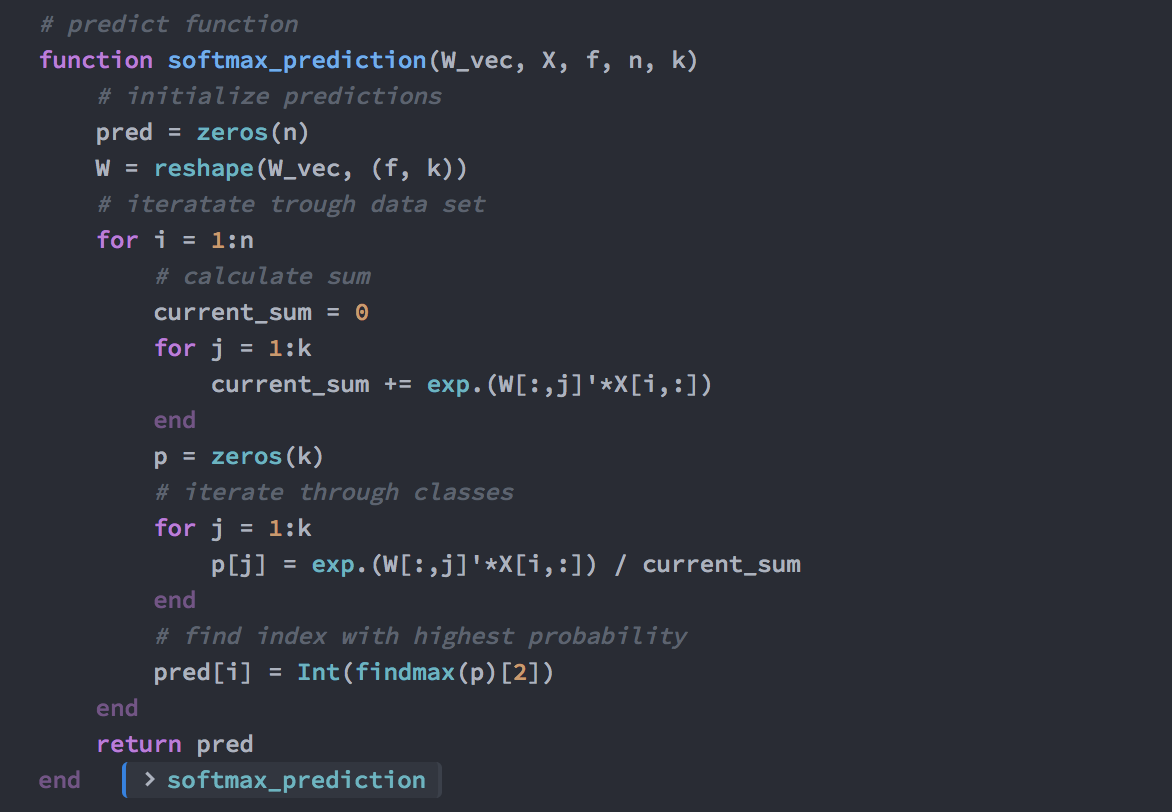 # predict function
function softmax_prediction(W_vec, X, f, n, k)
    # initialize predictions
    pred = zeros(n)
    W = reshape(W_vec, (f, k))
    # iteratate trough data set
    for i = 1:n
        # calculate sum
        current_sum = 0
        for j = 1:k
            current_sum += exp.(W[:,j]'*X[i,:])
        end
        p = zeros(k)
        # iterate through classes
        for j = 1:k
            p[j] = exp.(W[:,j]'*X[i,:]) / current_sum
        end
        # find index with highest probability
        pred[i] = Int(findmax(p)[2])
    end
    return pred
end > softmax_prediction